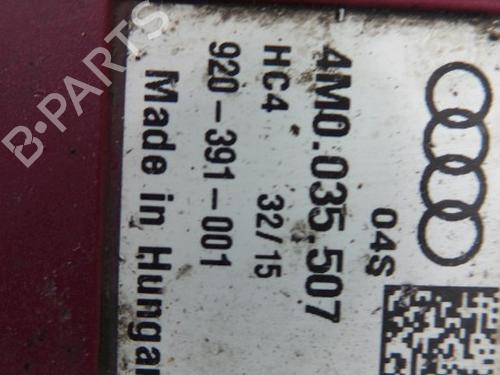 04S
4M0.035.507
HC4 32/15
920-391-001
Made in Hungar
B-PARTS